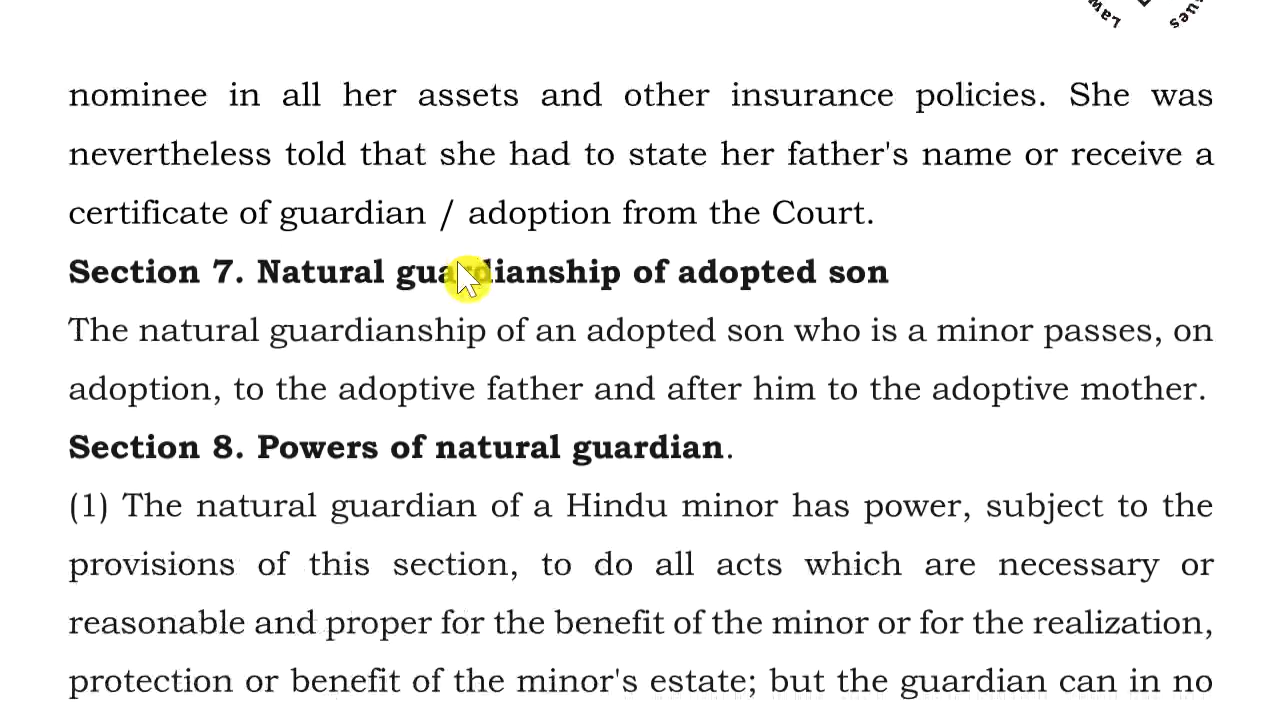 Law
ues
nominee in all her assets and other insurance policies. She was
nevertheless told that she had to state her father's name or receive a
certificate of guardian / adoption from the Court.
Section 7. Natural guardianship of adopted son
The natural guardianship of an adopted son who is a minor passes, on
adoption, to the adoptive father and after him to the adoptive mother.
Section 8. Powers of natural guardian.
(1) The natural guardian of a Hindu minor has power, subject to the
provisions of this section, to do all acts which are necessary or
reasonable and proper for the benefit of the minor or for the realization,
protection or benefit of the minor's estate; but the guardian can in no